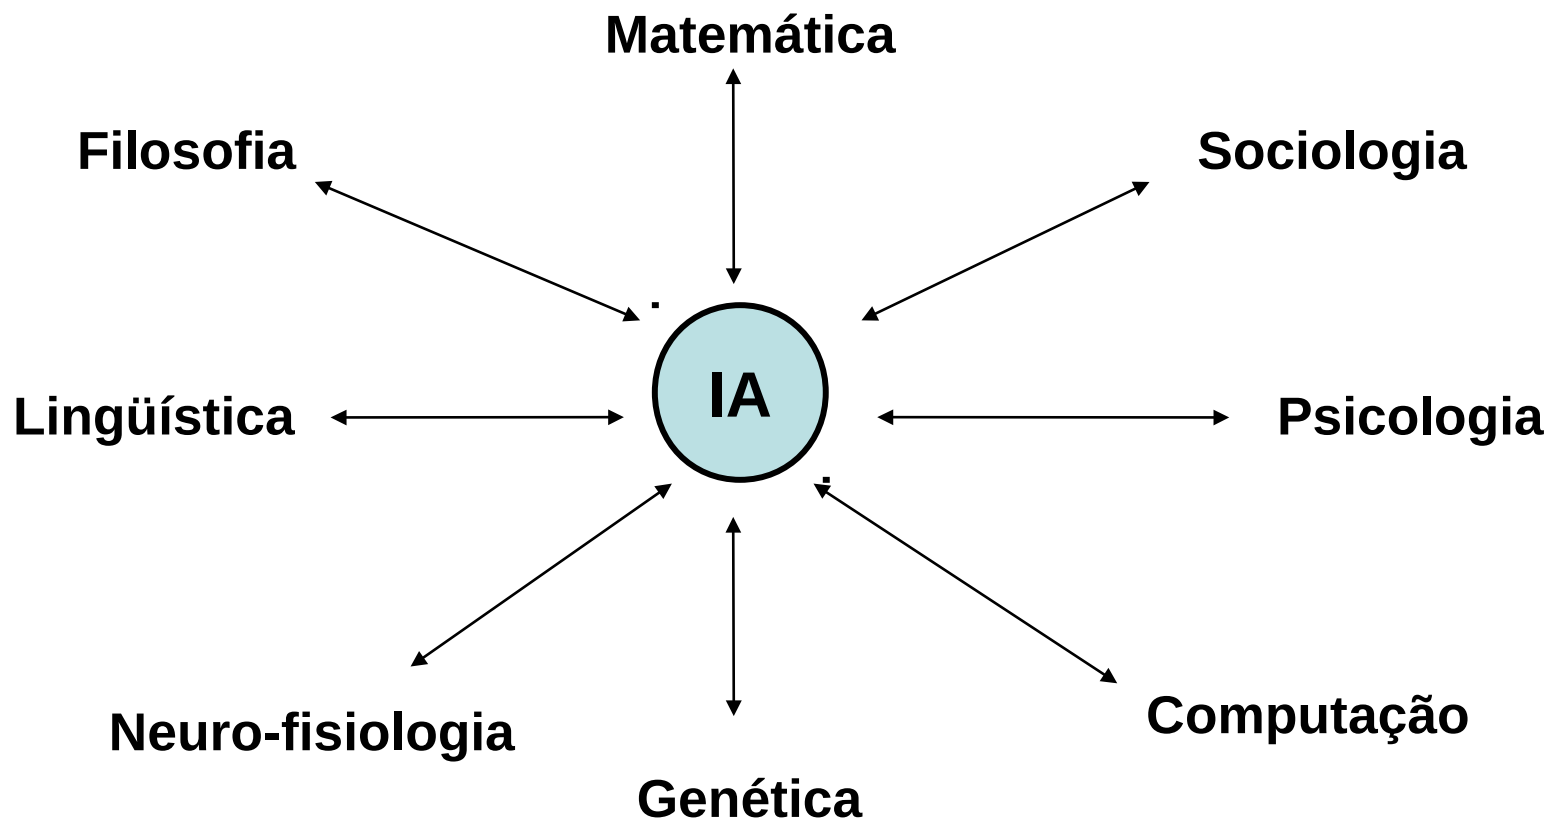 Matemática
Filosofia
Sociologia
IA
Lingüística
Psicologia
Neuro-fisiologia
Computação
Genética